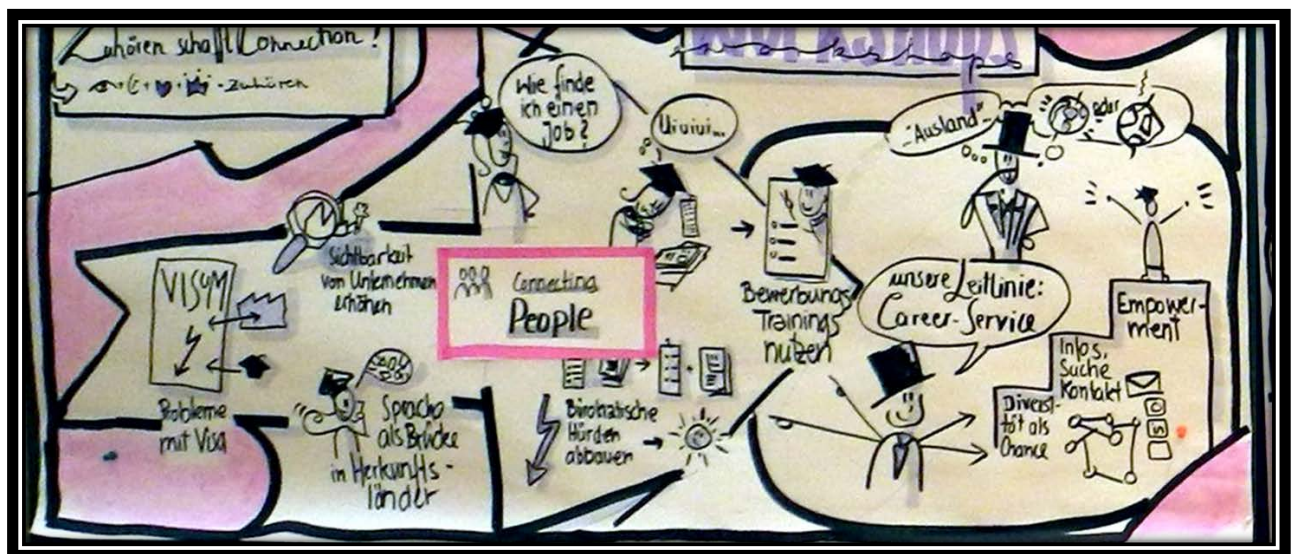 Zuhören schafft Connection!
-Zuhören
workshops
Wie finde
ich einen
Job?
Uiuiui...
-Ausland-
oder
VISUM
Sichtbarkeit
von Unternehmen
erhöhen
Connecting
People
Bewerbungs
Trainings
nutzen
unsere Leitlinie:
Career-Service
Empower-
ment
Infos,
Suche
Kontakt
Diversi-
tät als
Chance
Probleme
mit Visa
Sprache
als Brücke
in Herkunfts-
länder
Bürokratische
Hürden
abbauen